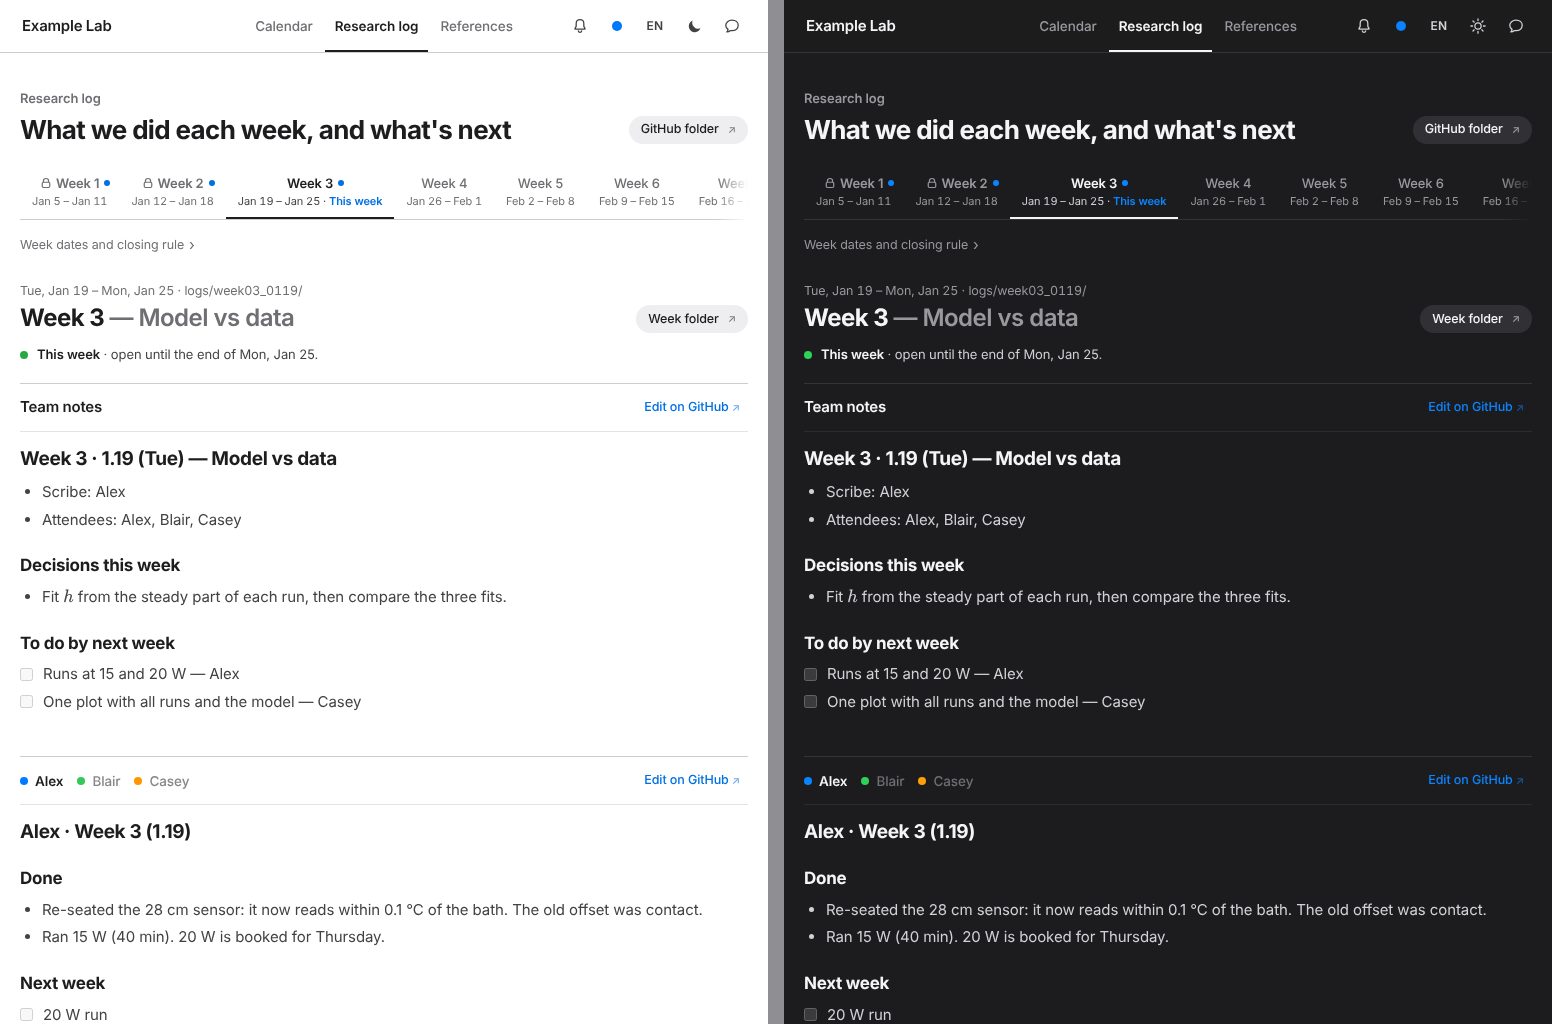 Example Lab
Calendar
Research log
References
EN
Research log
What we did each week, and what's next
GitHub folder ↗
Week 1
Jan 5 – Jan 11
Week 2
Jan 12 – Jan 18
Week 3
Jan 19 – Jan 25 · This week
Week 4
Jan 26 – Feb 1
Week 5
Feb 2 – Feb 8
Week 6
Feb 9 – Feb 15
Feb 16 –
Week dates and closing rule ›
Tue, Jan 19 – Mon, Jan 25 · logs/week03_0119/
Week 3 — Model vs data
Week folder ↗
This week · open until the end of Mon, Jan 25.
Team notes
Edit on GitHub ↗
Week 3 · 1.19 (Tue) — Model vs data
• Scribe: Alex
• Attendees: Alex, Blair, Casey
Decisions this week
• Fit h from the steady part of each run, then compare the three fits.
To do by next week
Runs at 15 and 20 W — Alex
One plot with all runs and the model — Casey
Alex
Blair
Casey
Edit on GitHub ↗
Alex · Week 3 (1.19)
Done
• Re-seated the 28 cm sensor: it now reads within 0.1 °C of the bath. The old offset was contact.
• Ran 15 W (40 min). 20 W is booked for Thursday.
Next week
20 W run
Example Lab
Calendar
Research log
References
EN
Research log
What we did each week, and what's next
GitHub folder ↗
Week 1
Jan 5 – Jan 11
Week 2
Jan 12 – Jan 18
Week 3
Jan 19 – Jan 25 · This week
Week 4
Jan 26 – Feb 1
Week 5
Feb 2 – Feb 8
Week 6
Feb 9 – Feb 15
Feb 16 –
Week dates and closing rule ›
Tue, Jan 19 – Mon, Jan 25 · logs/week03_0119/
Week 3 — Model vs data
Week folder ↗
This week · open until the end of Mon, Jan 25.
Team notes
Edit on GitHub ↗
Week 3 · 1.19 (Tue) — Model vs data
• Scribe: Alex
• Attendees: Alex, Blair, Casey
Decisions this week
• Fit h from the steady part of each run, then compare the three fits.
To do by next week
Runs at 15 and 20 W — Alex
One plot with all runs and the model — Casey
Alex
Blair
Casey
Edit on GitHub ↗
Alex · Week 3 (1.19)
Done
• Re-seated the 28 cm sensor: it now reads within 0.1 °C of the bath. The old offset was contact.
• Ran 15 W (40 min). 20 W is booked for Thursday.
Next week
20 W run